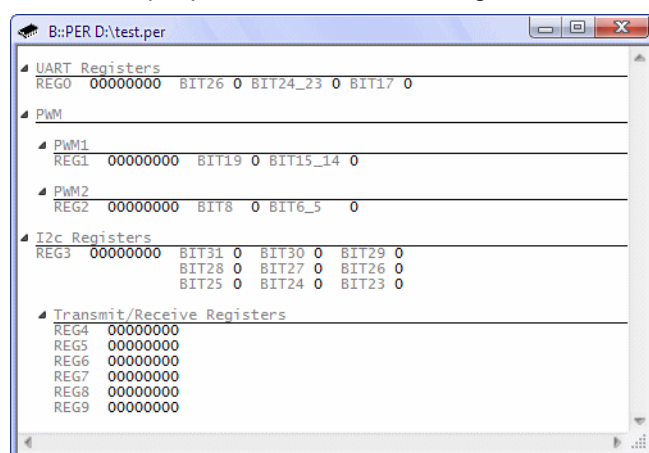 B::PER D:\test.per
UART Registers
REG0 00000000 BIT26 0 BIT24_23 0 BIT17 0
PWM
PWM1
REG1 00000000 BIT19 0 BIT15_14 0
PWM2
REG2 00000000 BIT8 0 BIT6_5 0
I2c Registers
REG3 00000000 BIT31 0 BIT30 0 BIT29 0
BIT28 0 BIT27 0 BIT26 0
BIT25 0 BIT24 0 BIT23 0
Transmit/Receive Registers
REG4 00000000
REG5 00000000
REG6 00000000
REG7 00000000
REG8 00000000
REG9 00000000